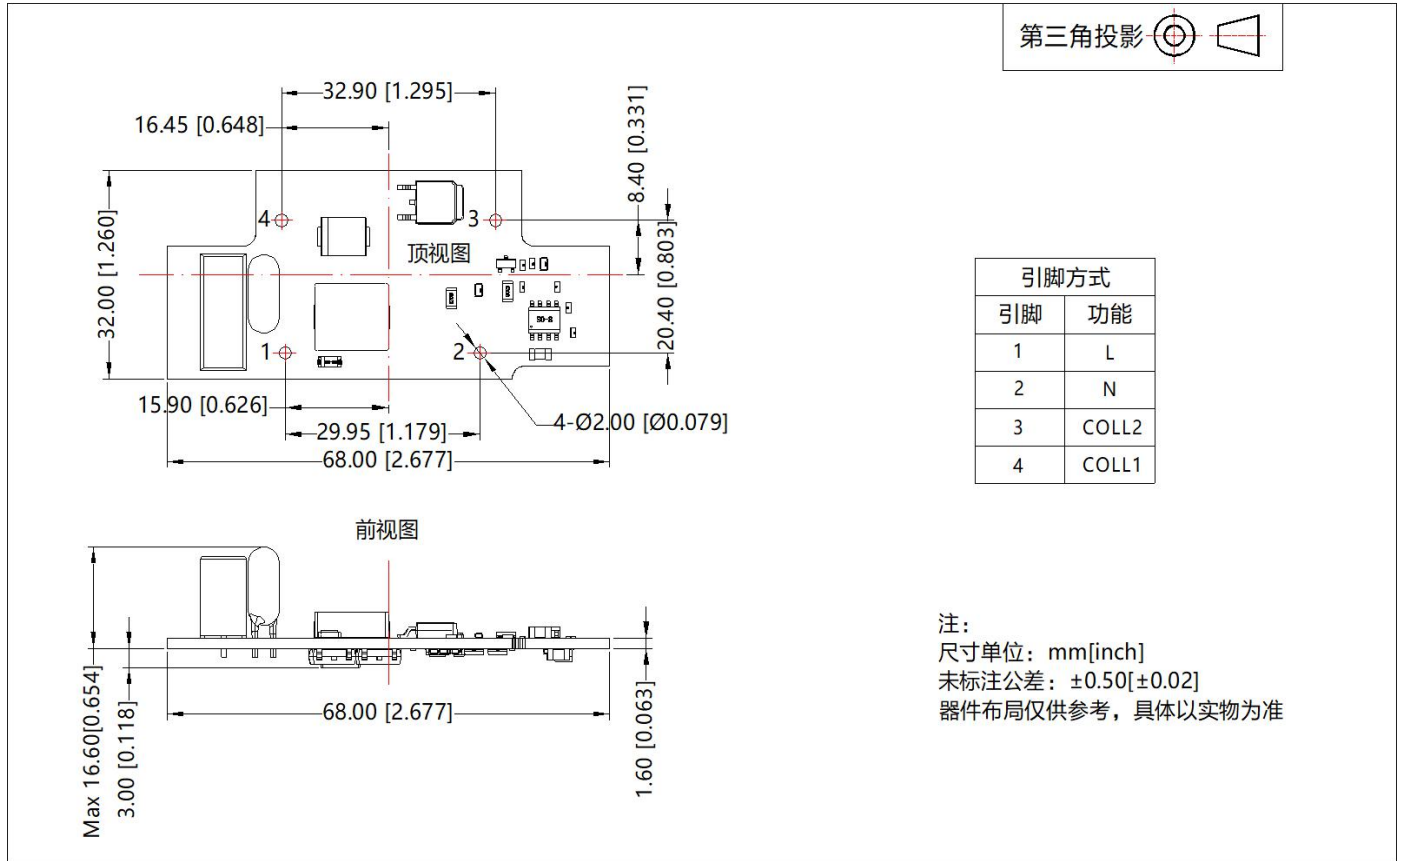 第三角投影
32.90 [1.295]
16.45 [0.648]
8.40 [0.331]
4
3
顶视图
32.00 [1.260]
20.40 [0.803]
1
2
15.90 [0.626]
29.95 [1.179]
4-Ø2.00 [Ø0.079]
68.00 [2.677]
引脚方式
引脚 功能
1 L
2 N
3 COLL2
4 COLL1
前视图
Max 16.60[0.654]
3.00 [0.118]
68.00 [2.677]
1.60 [0.063]
注：
尺寸单位：mm[inch]
未标注公差：±0.50[±0.02]
器件布局仅供参考，具体以实物为准